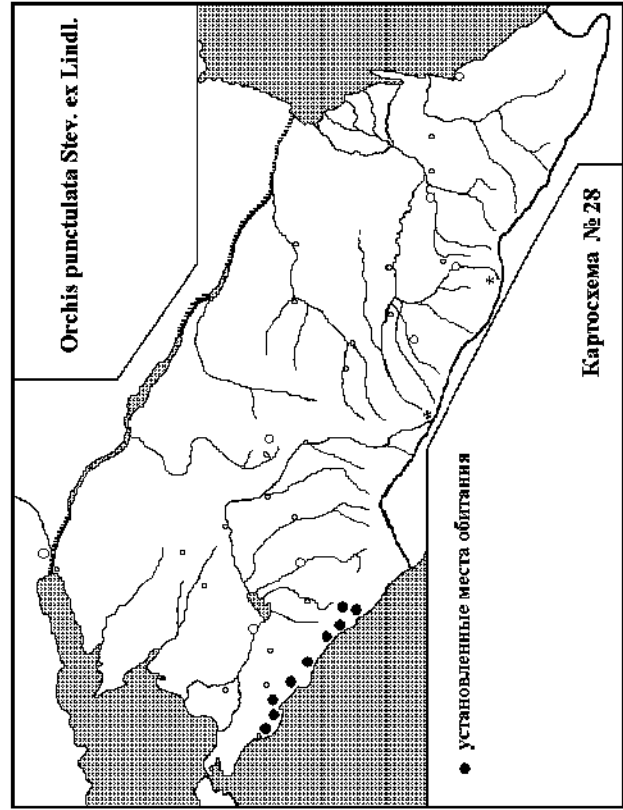 Orchis punctulata Stev. ex Lindl.
установленные места обитания
Картосхема № 28